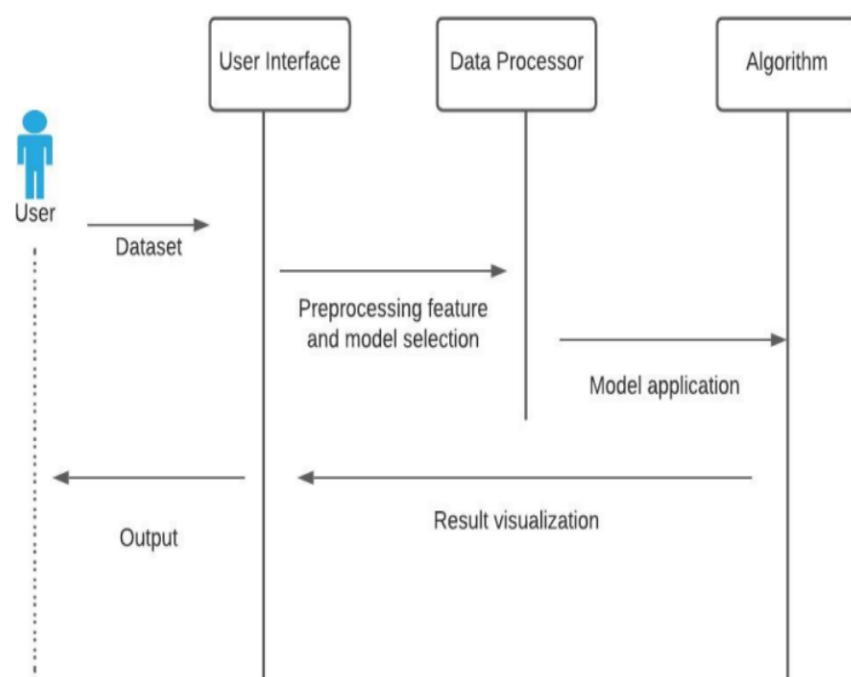 User Interface
Data Processor
Algorithm
User
Dataset
Preprocessing feature
and model selection
Model application
Result visualization
Output